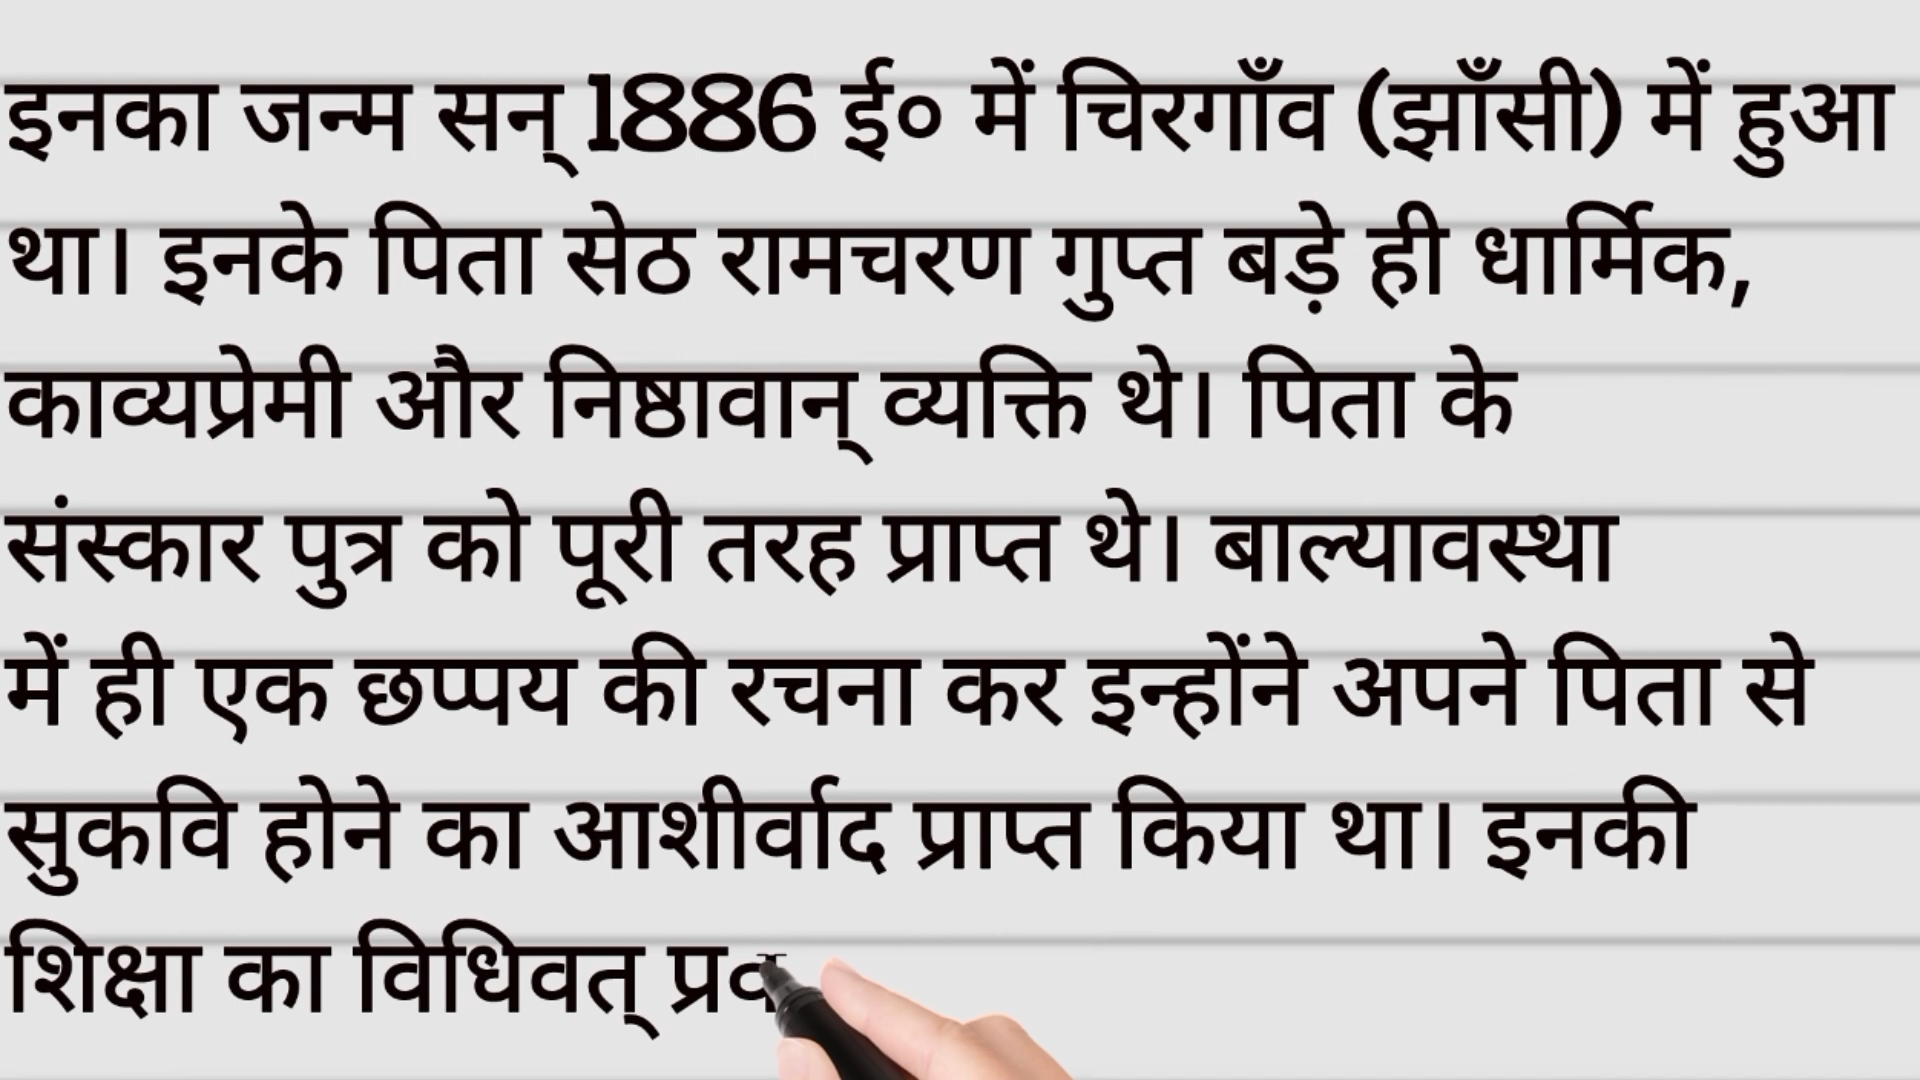 इनका जन्म सन् 1886 ई० में चिरगाँव (झाँसी) में हुआ
था। इनके पिता सेठ रामचरण गुप्त बड़े ही धार्मिक,
काव्यप्रेमी और निष्ठावान् व्यक्ति थे। पिता के
संस्कार पुत्र को पूरी तरह प्राप्त थे। बाल्यावस्था
में ही एक छप्पय की रचना कर इन्होंने अपने पिता से
सुकवि होने का आशीर्वाद प्राप्त किया था। इनकी
शिक्षा का विधिवत्